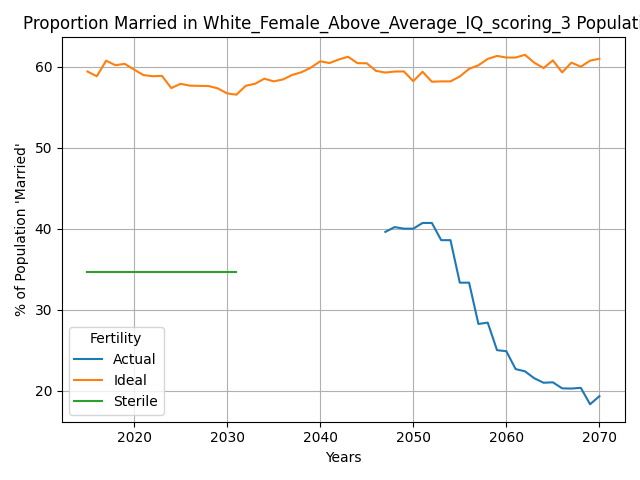 Proportion Married in White_Female_Above_Average_IQ_scoring_3 Populati
60
50
40
30
20
% of Population 'Married'
Fertility
Actual
Ideal
Sterile
2020 2030 2040 2050 2060 2070
Years